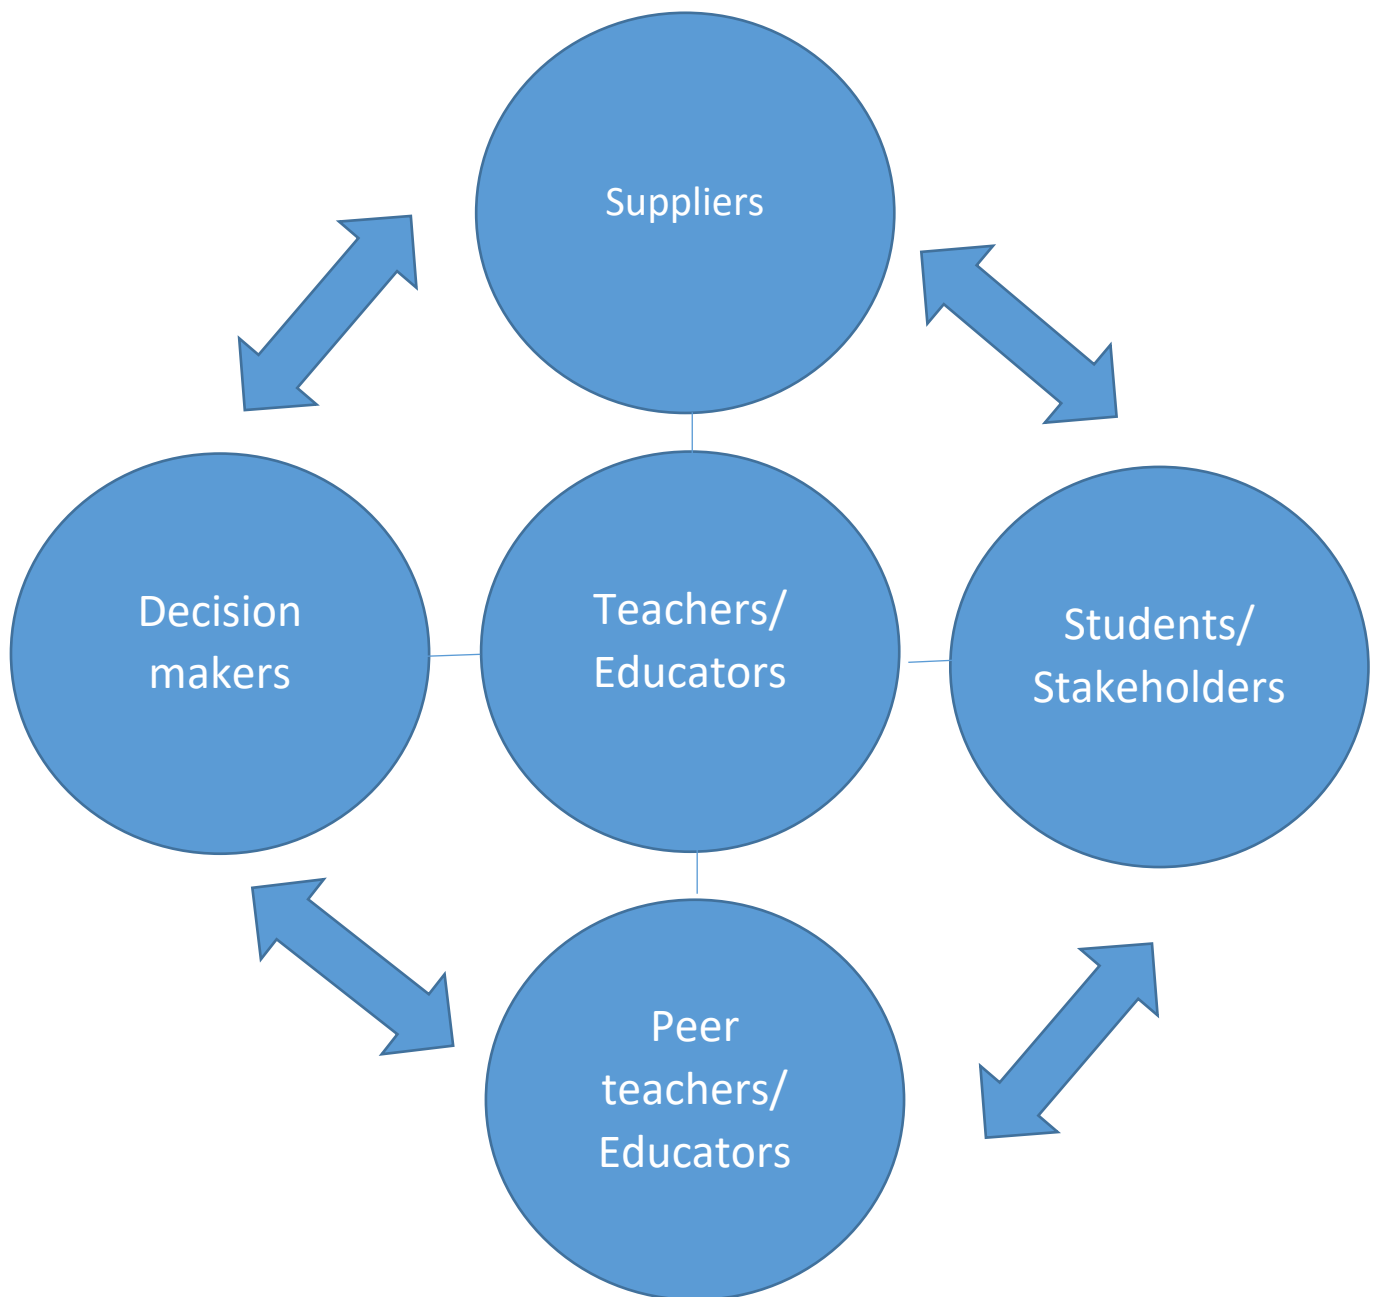 Suppliers
Decision
makers
Teachers/
Educators
Students/
Stakeholders
Peer
teachers/
Educators